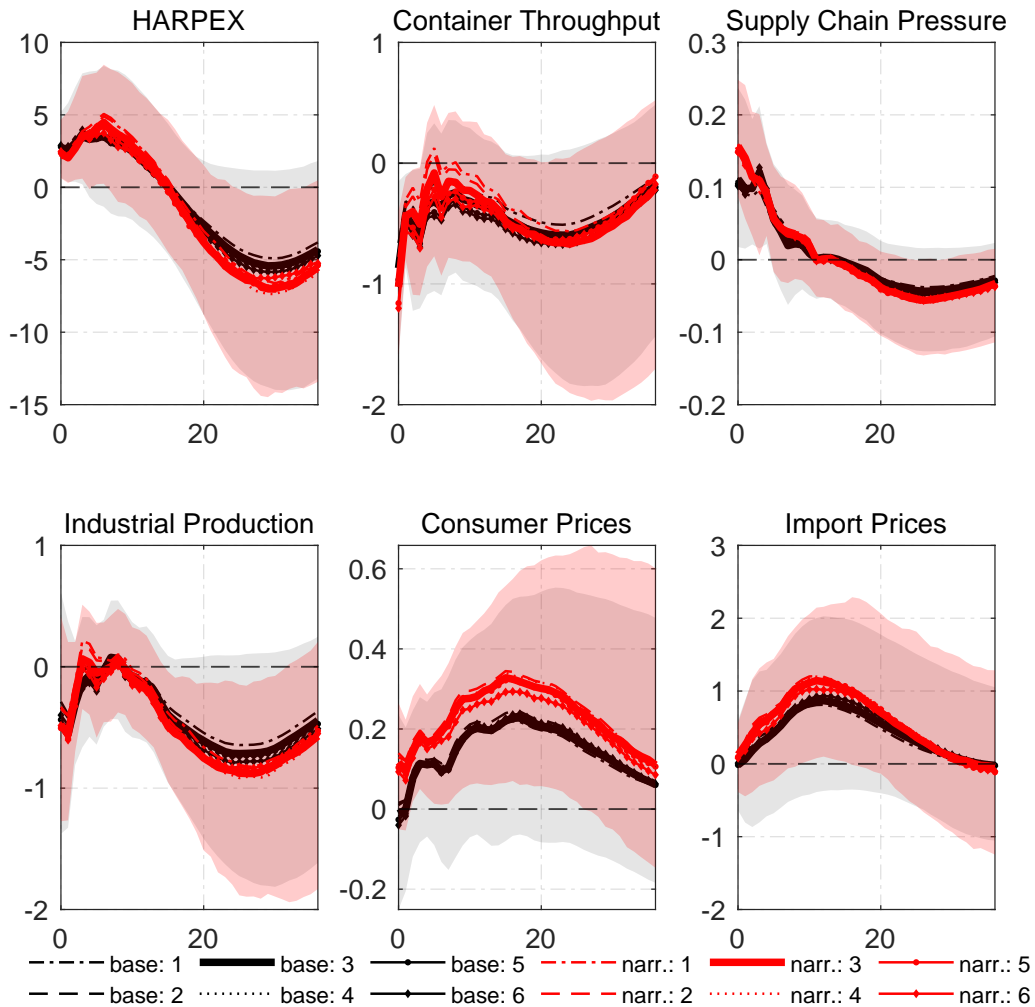 HARPEX
Container Throughput
Supply Chain Pressure
10
5
0
-5
-10
-15
0
20
1
0
-1
-2
0
20
0.3
0.2
0.1
0
-0.1
-0.2
0
20
Industrial Production
Consumer Prices
Import Prices
1
0
-1
-2
0
20
0.6
0.4
0.2
0
-0.2
0
20
3
2
1
0
-1
-2
0
20
base: 1
base: 3
base: 5
narr.: 1
narr.: 3
narr.: 5
base: 2
base: 4
base: 6
narr.: 2
narr.: 4
narr.: 6